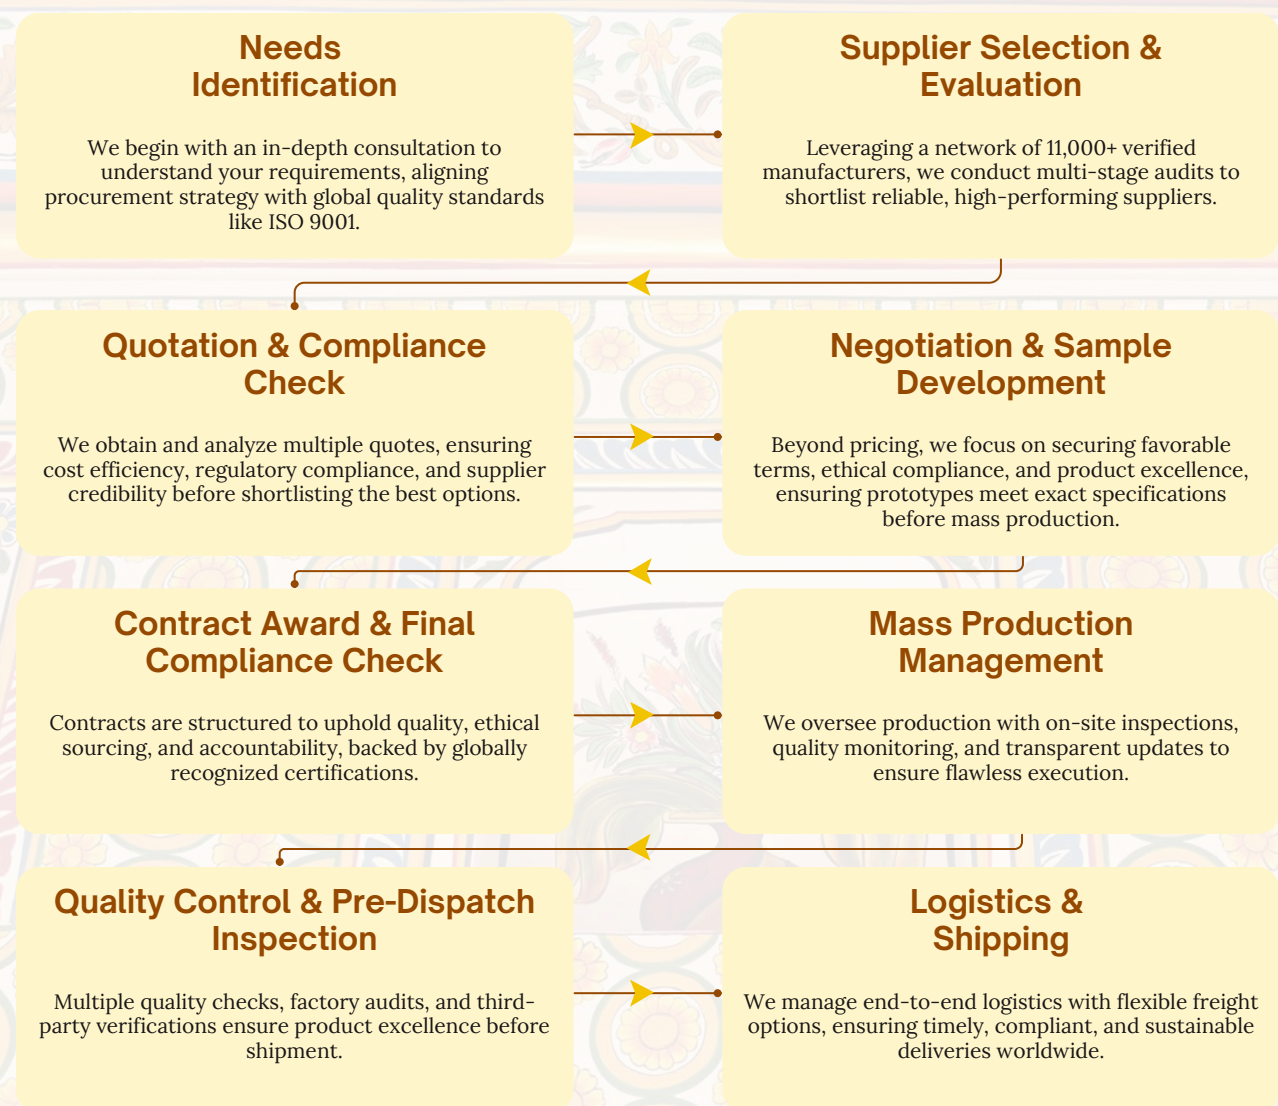 Needs
Identification
We begin with an in-depth consultation to
understand your requirements, aligning
procurement strategy with global quality standards
like ISO 9001.
Supplier Selection &
Evaluation
Leveraging a network of 11,000+ verified
manufacturers, we conduct multi-stage audits to
shortlist reliable, high-performing suppliers.
Quotation & Compliance
Check
We obtain and analyze multiple quotes, ensuring
cost efficiency, regulatory compliance, and supplier
credibility before shortlisting the best options.
Negotiation & Sample
Development
Beyond pricing, we focus on securing favorable
terms, ethical compliance, and product excellence,
ensuring prototypes meet exact specifications
before mass production.
Contract Award & Final
Compliance Check
Contracts are structured to uphold quality, ethical
sourcing, and accountability, backed by globally
recognized certifications.
Mass Production
Management
We oversee production with on-site inspections,
quality monitoring, and transparent updates to
ensure flawless execution.
Quality Control & Pre-Dispatch
Inspection
Multiple quality checks, factory audits, and third-
party verifications ensure product excellence before
shipment.
Logistics &
Shipping
We manage end-to-end logistics with flexible freight
options, ensuring timely, compliant, and sustainable
deliveries worldwide.